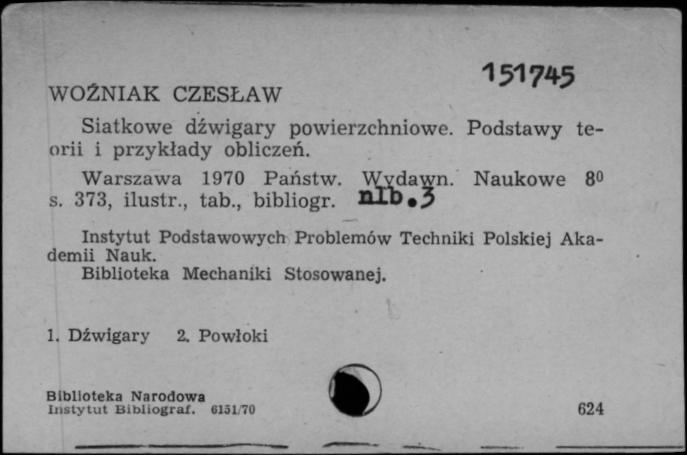 151745
WOŹNIAK CZESŁAW
Siatkowe dźwigary powierzchniowe. Podstawy te-
orii i przykłady obliczeń.
Warszawa 1970 Państw. Wydawn. Naukowe 8⁰
s. 373, ilustr., tab., bibliogr. nlb.3
Instytut Podstawowych Problemów Techniki Polskiej Aka-
demii Nauk.
Biblioteka Mechaniki Stosowanej.
1. Dźwigary 2. Powłoki
Biblioteka Narodowa
Instytut Bibliograf. 6151/70
624